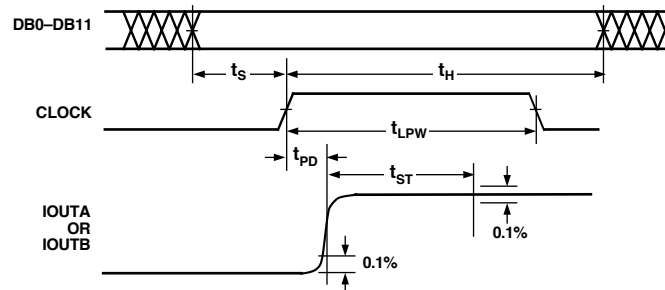 DB0–DB11
tS
tH
CLOCK
tLPW
tPD
tST
IOUTA
OR
IOUTB
0.1%
0.1%